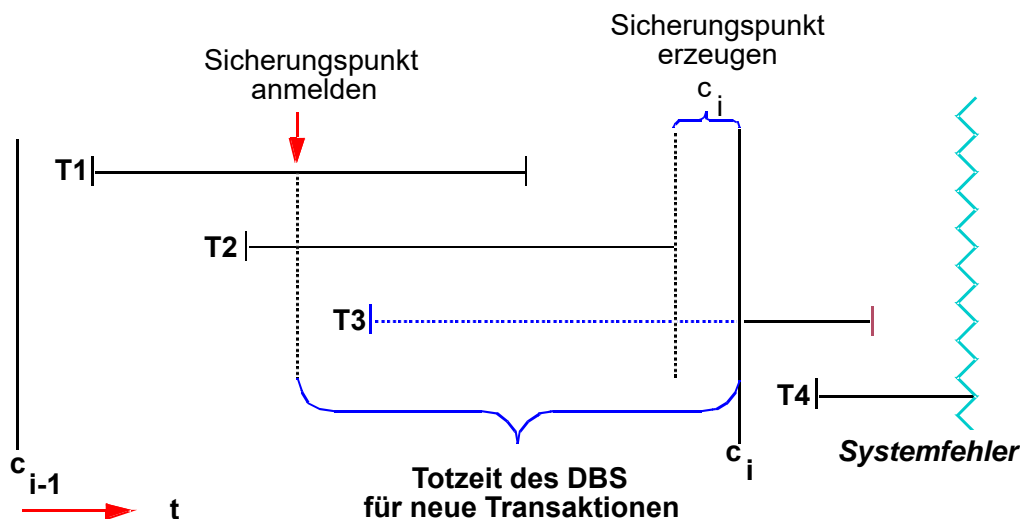 Sicherungspunkt
anmelden
Sicherungspunkt
erzeugen
c i
T1
T2
T3
T4
c i-1
c i
Systemfehler
Totzeit des DBS
für neue Transaktionen
t